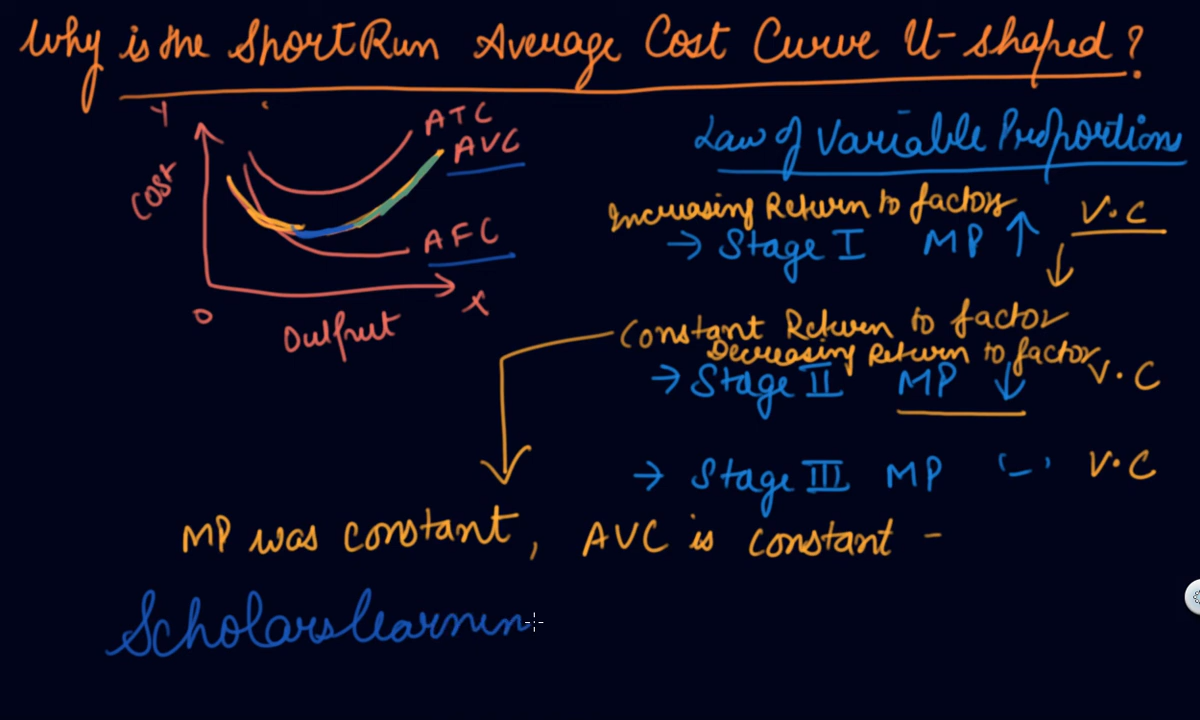 Why is the Short Run Average Cost Curve U-shaped?
Y
ATC
AVC
Cost
AFC
O
X
Output
Law of Variable Proportions
Increasing Return to factors
V.C
→ Stage I MP ↑
↓
Constant Return to factor
Decreasing Return to factor
→ Stage II MP ↓ V.C
→ Stage III MP (-) V.C
MP was constant, AVC is constant -
Scholarslearnin